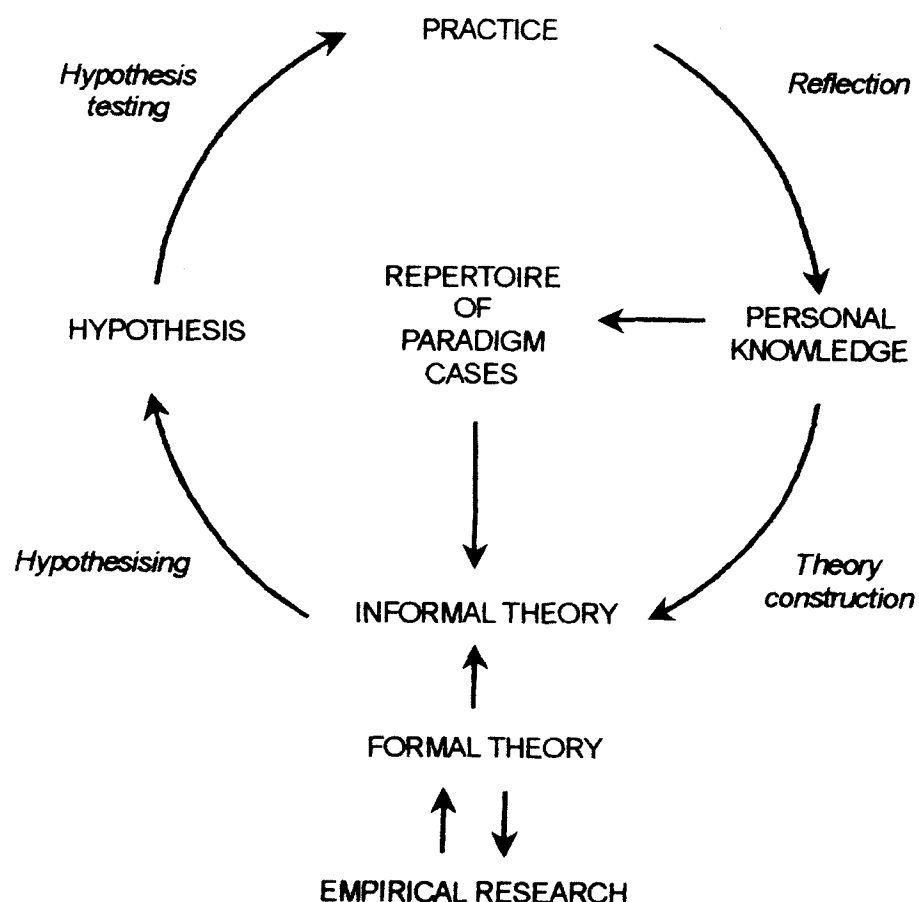 PRACTICE
Hypothesis
testing
Reflection
REPERTOIRE
OF
PARADIGM
CASES
HYPOTHESIS
PERSONAL
KNOWLEDGE
Hypothesising
Theory
construction
INFORMAL THEORY
FORMAL THEORY
EMPIRICAL RESEARCH